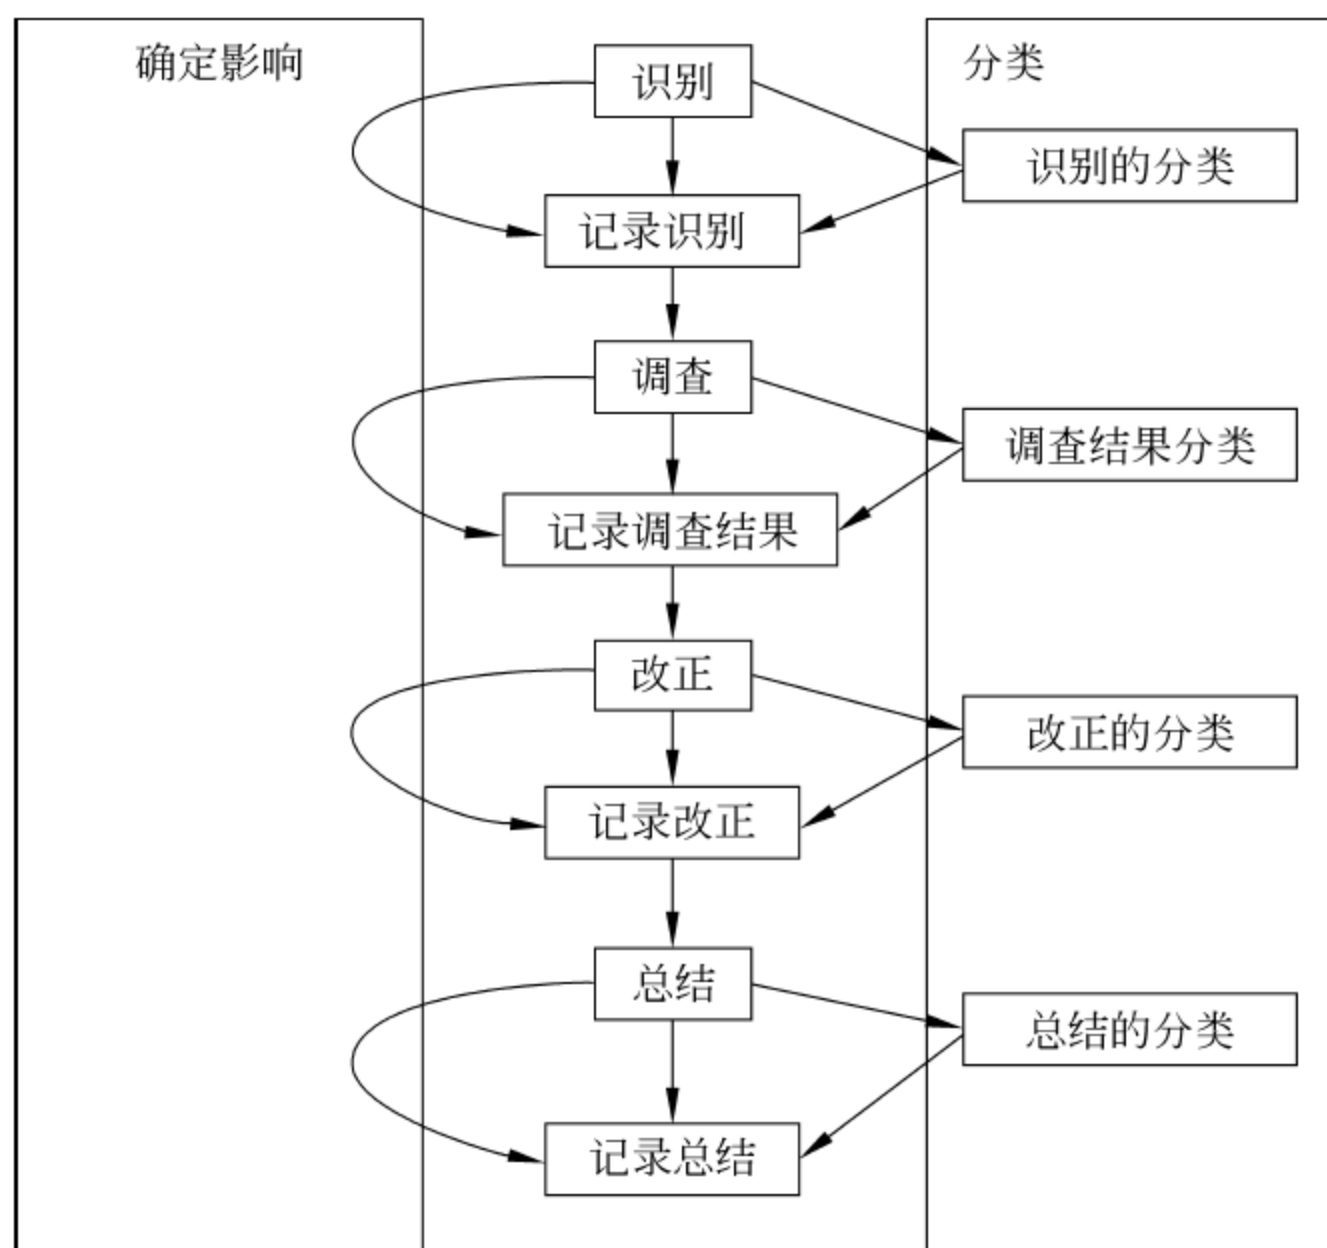 确定影响
识别
分类
识别的分类
记录识别
调查
调查结果分类
记录调查结果
改正
改正的分类
记录改正
总结
总结的分类
记录总结